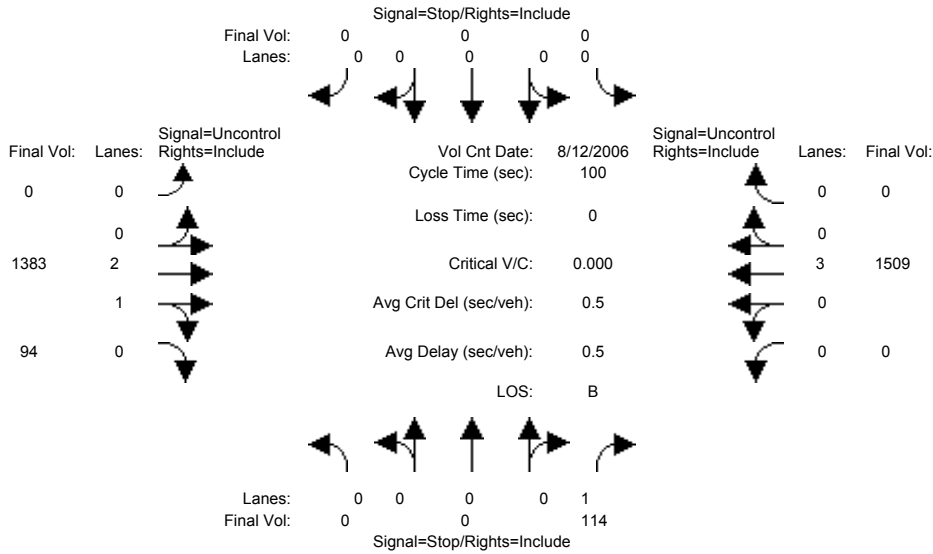 Signal=Stop/Rights=Include
Final Vol: 0 0 0
Lanes: 0 0 0 0 0
Signal=Uncontrol Signal=Uncontrol
Final Vol: Lanes: Rights=Include Vol Cnt Date: 8/12/2006 Rights=Include Lanes: Final Vol:
Cycle Time (sec): 100
0 0 0 0
Loss Time (sec): 0
0 0
1383 2 Critical V/C: 0.000 3 1509
1 Avg Crit Del (sec/veh): 0.5 0
94 0 Avg Delay (sec/veh): 0.5 0 0
LOS: B
Lanes: 0 0 0 0 1
Final Vol: 0 0 114
Signal=Stop/Rights=Include